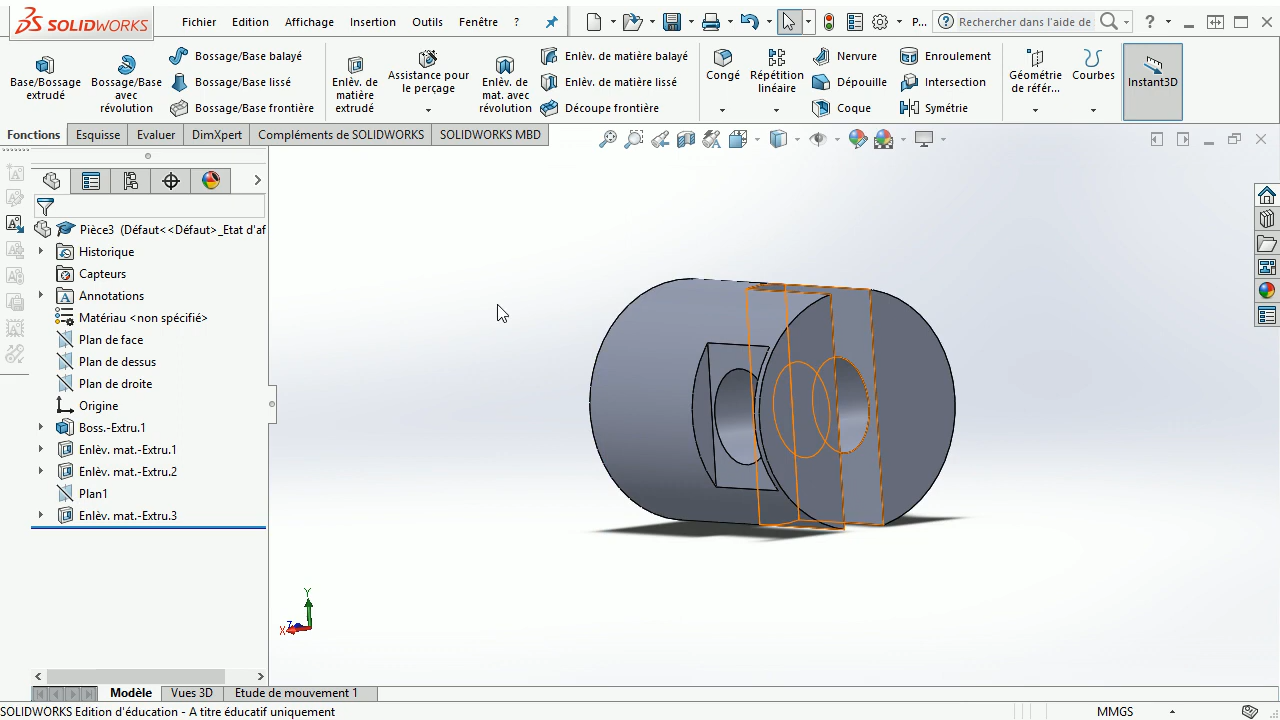 SOLIDWORKS
Fichier Edition Affichage Insertion Outils Fenêtre ?
P...
Rechercher dans l'aide de
Base/Bossage extrudé
Bossage/Base avec révolution
Bossage/Base balayé
Bossage/Base lissé
Bossage/Base frontière
Enlèv. de matière extrudé
Assistance pour le perçage
Enlèv. de mat. avec révolution
Enlèv. de matière balayé
Enlèv. de matière lissé
Découpe frontière
Congé
Répétition linéaire
Nervure
Dépouille
Coque
Enroulement
Intersection
Symétrie
Géométrie de référ...
Courbes
Instant3D
Fonctions Esquisse Evaluer DimXpert Compléments de SOLIDWORKS SOLIDWORKS MBD
Pièce3 (Défaut<<Défaut>_Etat d'af
Historique
Capteurs
Annotations
Matériau <non spécifié>
Plan de face
Plan de dessus
Plan de droite
Origine
Boss.-Extru.1
Enlèv. mat.-Extru.1
Enlèv. mat.-Extru.2
Plan1
Enlèv. mat.-Extru.3
Y
Z
X
Modèle Vues 3D Etude de mouvement 1
SOLIDWORKS Edition d'éducation - A titre éducatif uniquement
MMGS